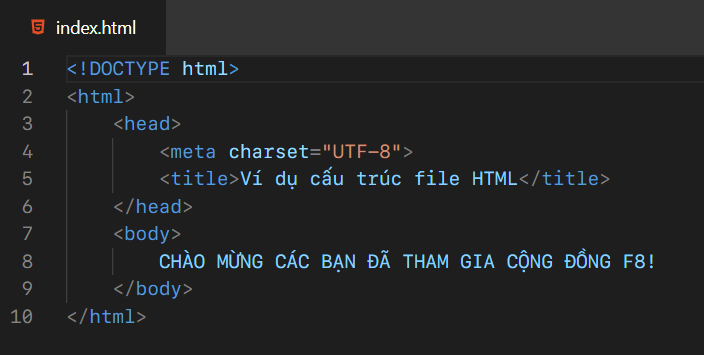 index.html
1 <!DOCTYPE html>
2 <html>
3 <head>
4 <meta charset="UTF-8">
5 <title>Ví dụ cấu trúc file HTML</title>
6 </head>
7 <body>
8 CHÀO MỪNG CÁC BẠN ĐÃ THAM GIA CỘNG ĐỒNG F8!
9 </body>
10 </html>